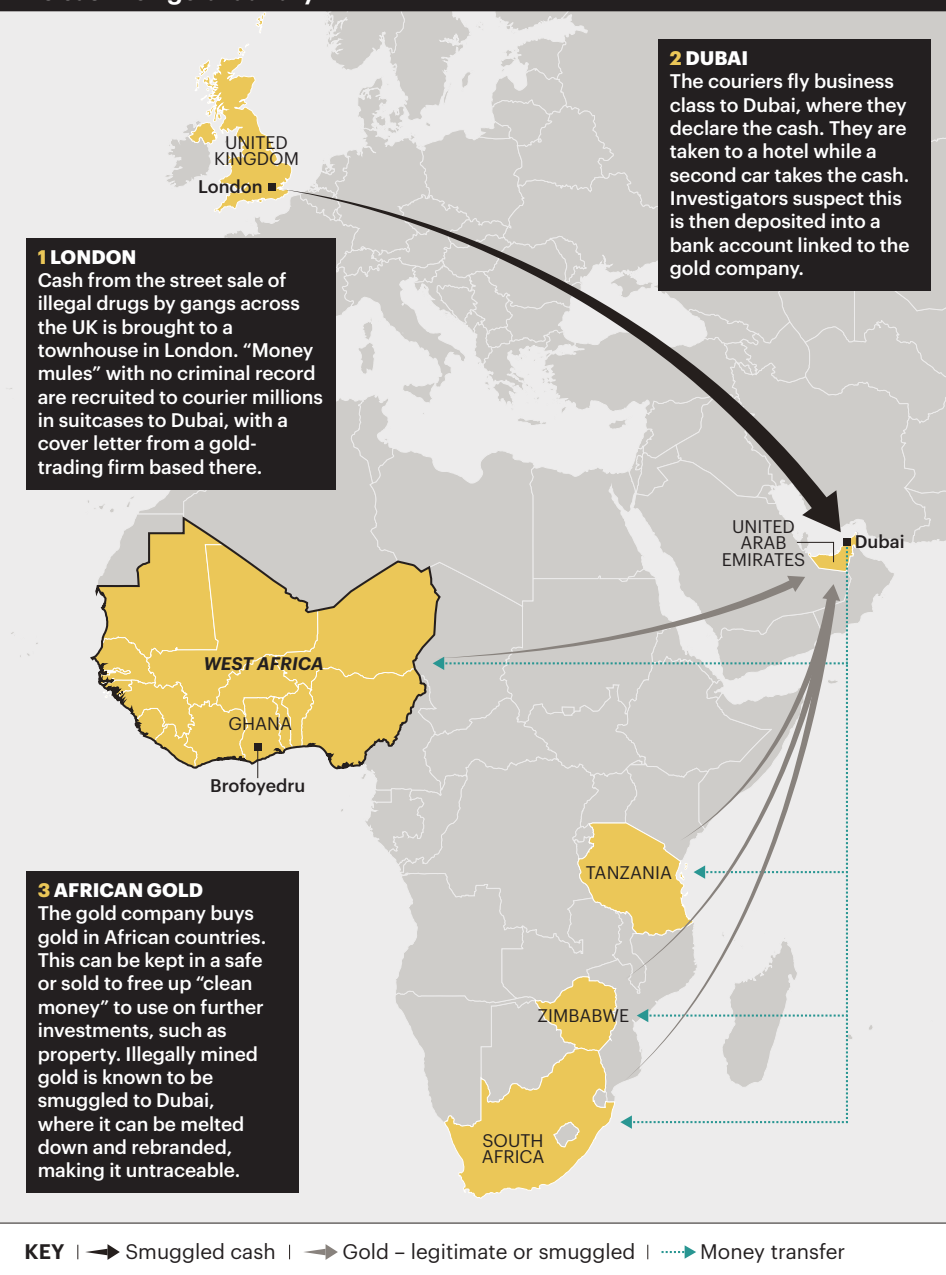 2 DUBAI
The couriers fly business
class to Dubai, where they
declare the cash. They are
taken to a hotel while a
second car takes the cash.
Investigators suspect this
is then deposited into a
bank account linked to the
gold company.
UNITED
KINGDOM
London
1 LONDON
Cash from the street sale of
illegal drugs by gangs across
the UK is brought to a
townhouse in London. “Money
mules” with no criminal record
are recruited to courier millions
in suitcases to Dubai, with a
cover letter from a gold-
trading firm based there.
UNITED
ARAB
EMIRATES
Dubai
WEST AFRICA
GHANA
Brofoyedru
TANZANIA
ZIMBABWE
SOUTH
AFRICA
3 AFRICAN GOLD
The gold company buys
gold in African countries.
This can be kept in a safe
or sold to free up “clean
money” to use on further
investments, such as
property. Illegally mined
gold is known to be
smuggled to Dubai,
where it can be melted
down and rebranded,
making it untraceable.
KEY | Smuggled cash | Gold – legitimate or smuggled | Money transfer